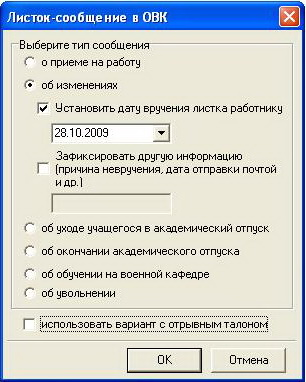 Листок-сообщение в ОВК
Выберите тип сообщения
о приеме на работу
об изменениях
Установить дату вручения листка работнику
28.10.2009
Зафиксировать другую информацию
(причина невручения, дата отправки почтой
и др.)
об уходе учащегося в академический отпуск
об окончании академического отпуска
об обучении на военной кафедре
об увольнении
использовать вариант с отрывным талоном
ОК
Отмена